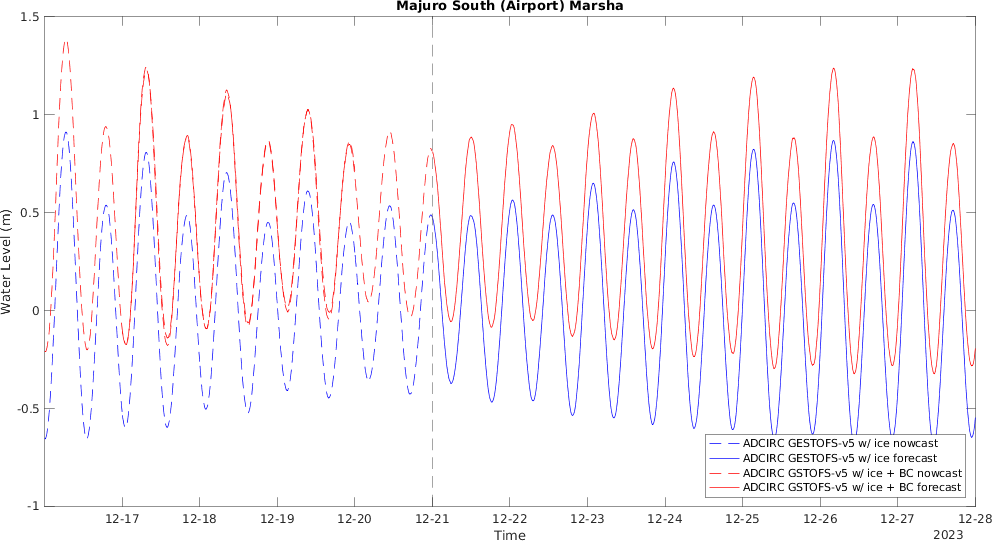 Majuro South (Airport) Marsha
Water Level (m)
1.5
1
0.5
0
-0.5
-1
ADCIRC GESTOFS-v5 w/ ice nowcast
ADCIRC GESTOFS-v5 w/ ice forecast
ADCIRC GSTOFS-v5 w/ ice + BC nowcast
ADCIRC GSTOFS-v5 w/ ice + BC forecast
12-17 12-18 12-19 12-20 12-21 12-22 12-23 12-24 12-25 12-26 12-27 12-28
Time
2023